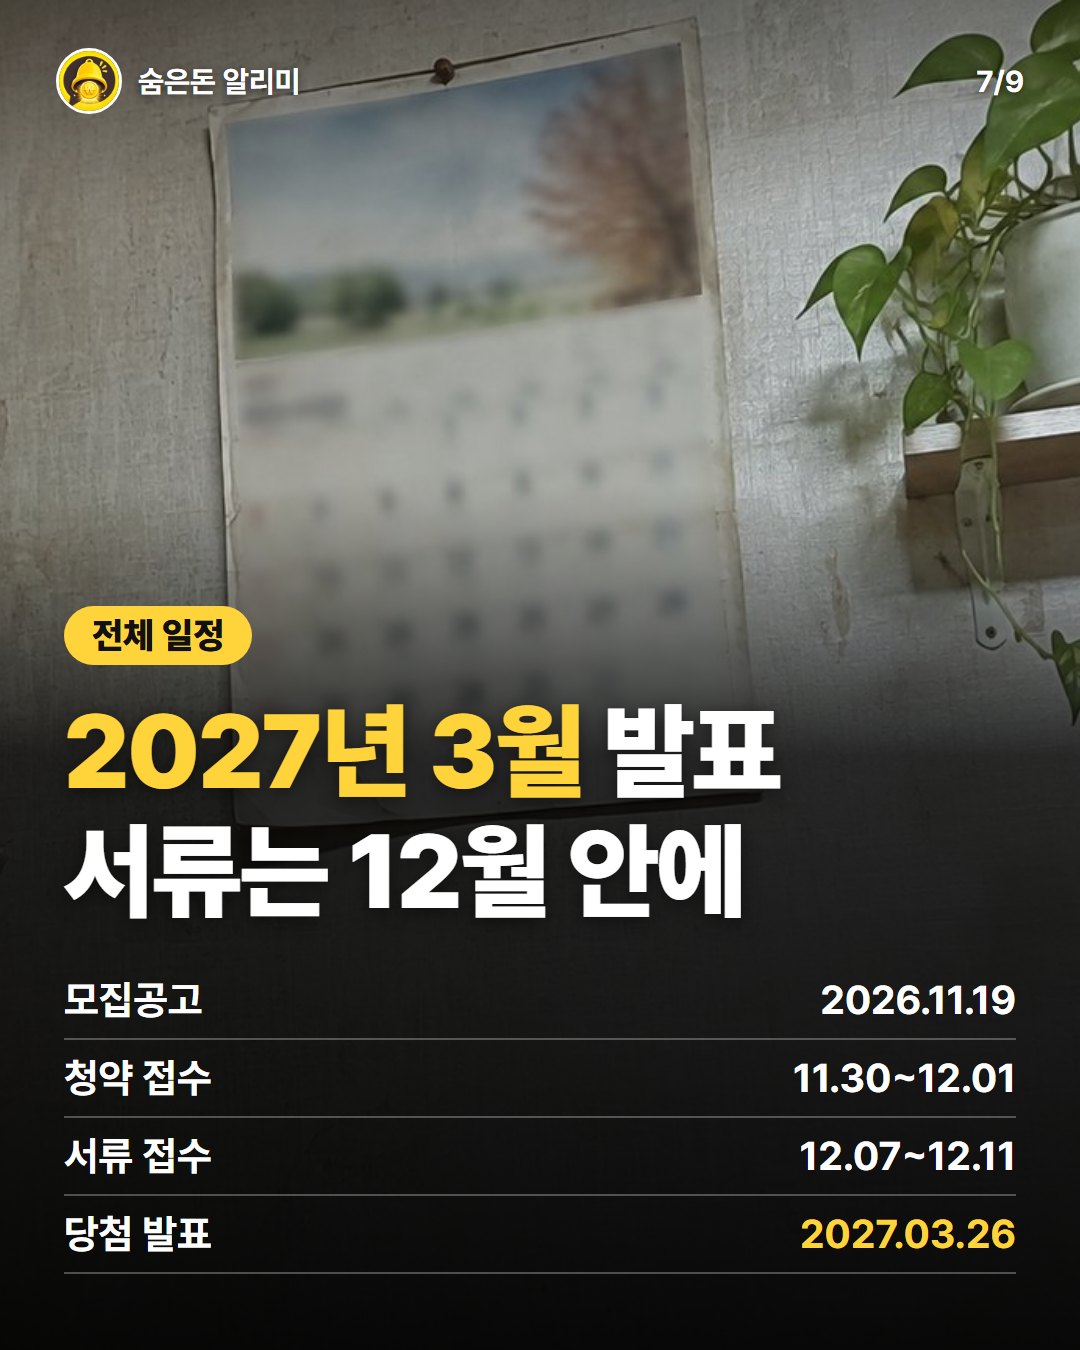 숨은돈 알리미
7/9
전체 일정
2027년 3월 발표
서류는 12월 안에
모집공고 2026.11.19
청약 접수 11.30~12.01
서류 접수 12.07~12.11
당첨 발표 2027.03.26